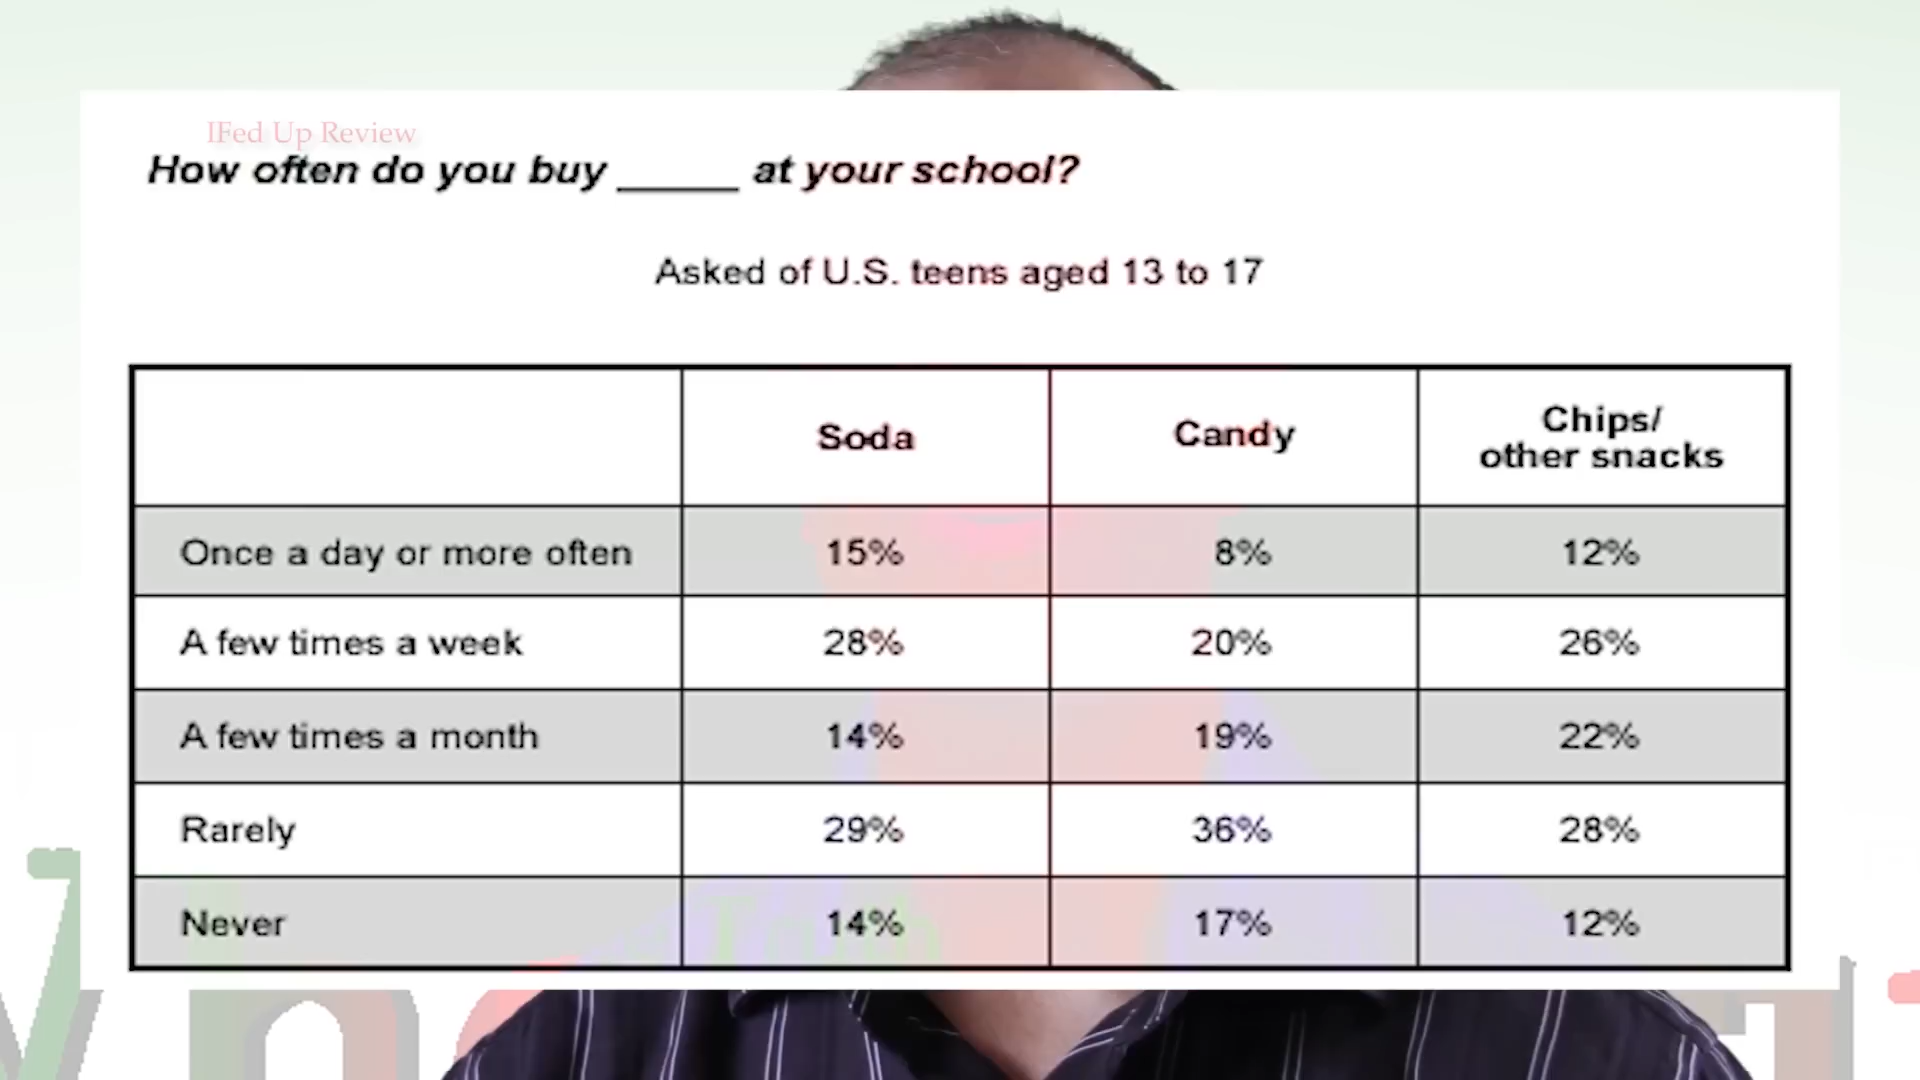 IFed Up Review
How often do you buy _____ at your school?
Asked of U.S. teens aged 13 to 17
Soda Candy Chips/
other snacks
Once a day or more often 15% 8% 12%
A few times a week 28% 20% 26%
A few times a month 14% 19% 22%
Rarely 29% 36% 28%
Never 14% 17% 12%